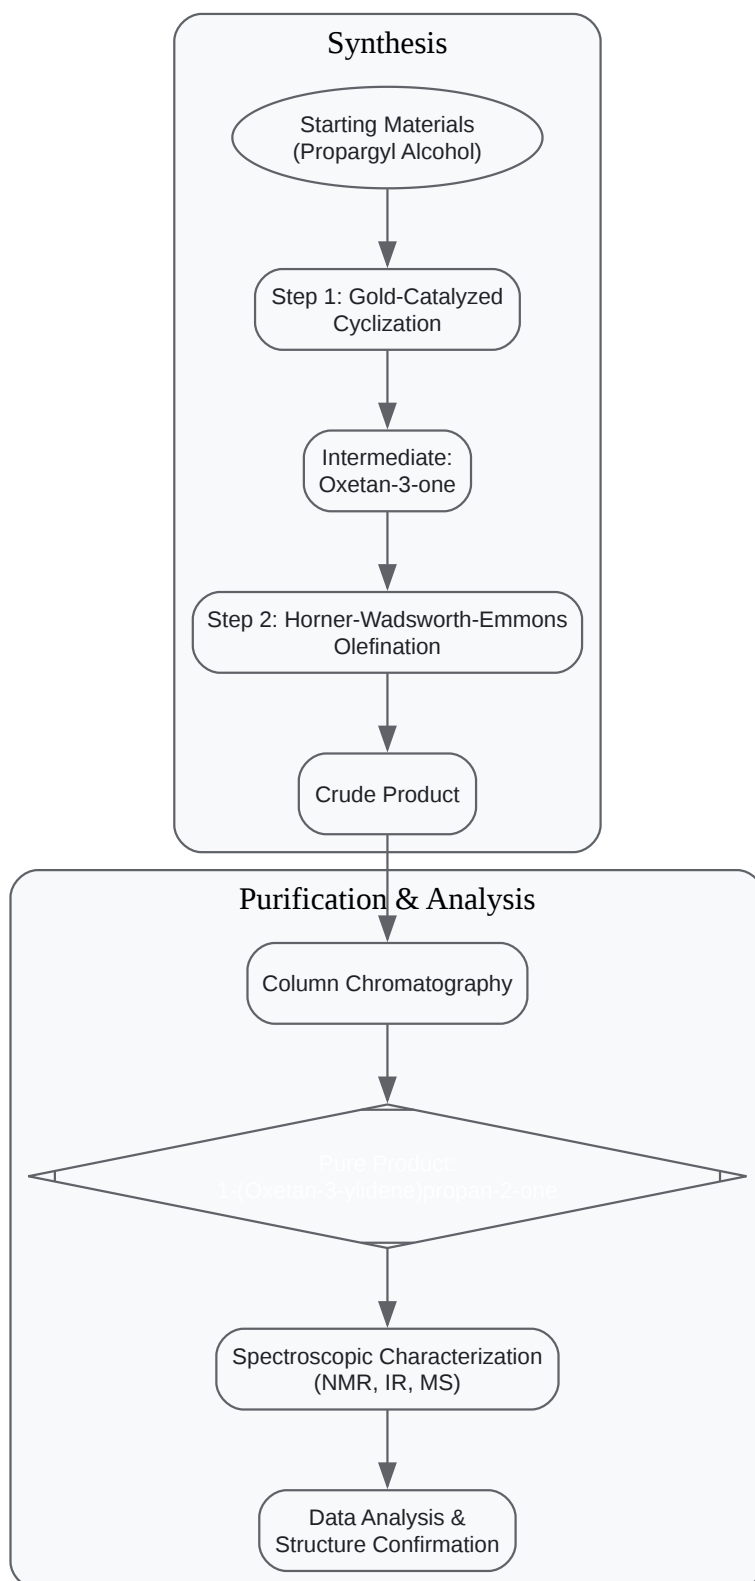 Synthesis
Starting Materials
(Propargyl Alcohol)
Step 1: Gold-Catalyzed
Cyclization
Intermediate:
Oxetan-3-one
Step 2: Horner-Wadsworth-Emmons
Olefination
Crude Product
Purification & Analysis
Column Chromatography
Pure Product:
1-(Oxetan-3-ylidene)propan-2-one
Spectroscopic Characterization
(NMR, IR, MS)
Data Analysis &
Structure Confirmation